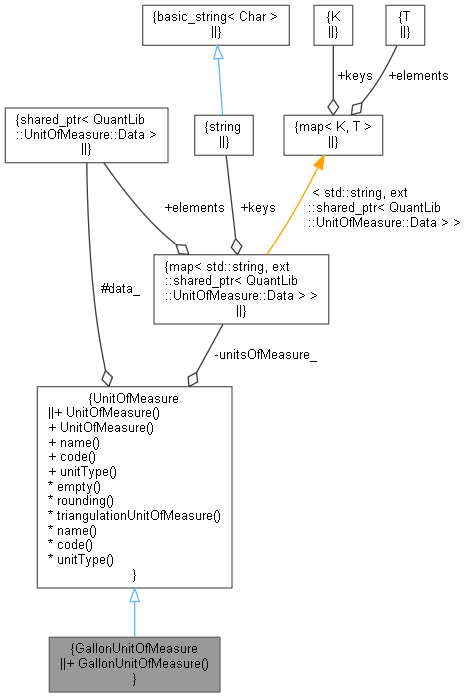 {basic_string< Char >
||}
{K
||}
{T
||}
+keys
+elements
{shared_ptr< QuantLib
::UnitOfMeasure::Data >
||}
{string
||}
{map< K, T >
||}
+elements
+keys
< std::string, ext
::shared_ptr< QuantLib
::UnitOfMeasure::Data > >
{map< std::string, ext
::shared_ptr< QuantLib
::UnitOfMeasure::Data > >
||}
#data_
-unitsOfMeasure_
{UnitOfMeasure
||+ UnitOfMeasure()
+ UnitOfMeasure()
+ name()
+ code()
+ unitType()
* empty()
* rounding()
* triangulationUnitOfMeasure()
* name()
* code()
* unitType()
}
{GallonUnitOfMeasure
||+ GallonUnitOfMeasure()
}